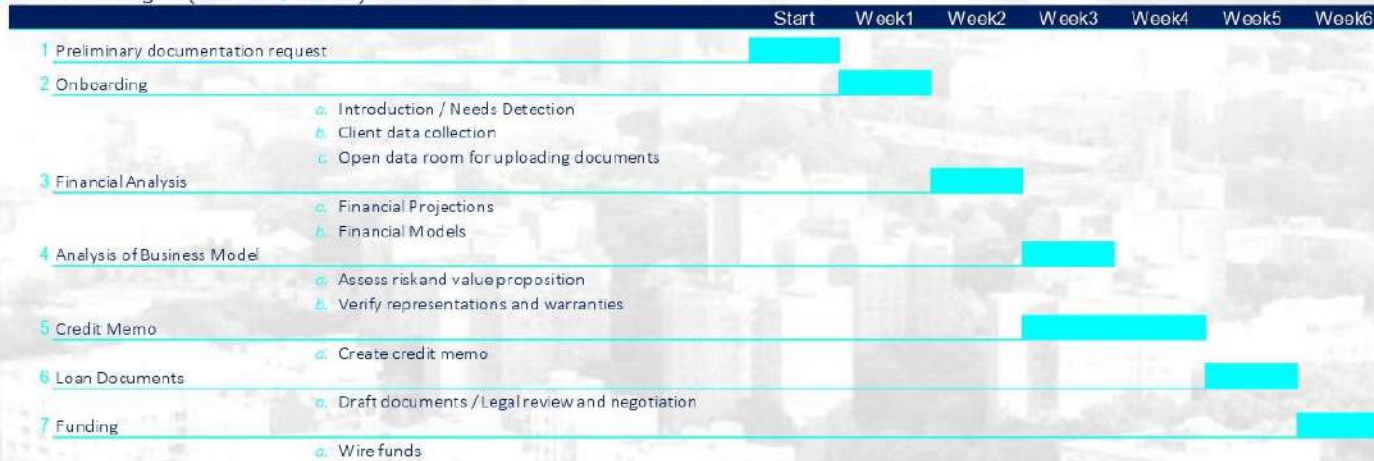 Start Week1 Week2 Week3 Week4 Week5 Week6
1 Preliminary documentation request
2 Onboarding
a. Introduction / Needs Detection
b. Client data collection
c. Open data room for uploading documents
3 Financial Analysis
a. Financial Projections
b. Financial Models
4 Analysis of Business Model
a. Assess risk and value proposition
b. Verify representations and warranties
5 Credit Memo
a. Create credit memo
6 Loan Documents
a. Draft documents / Legal review and negotiation
7 Funding
a. Wire funds